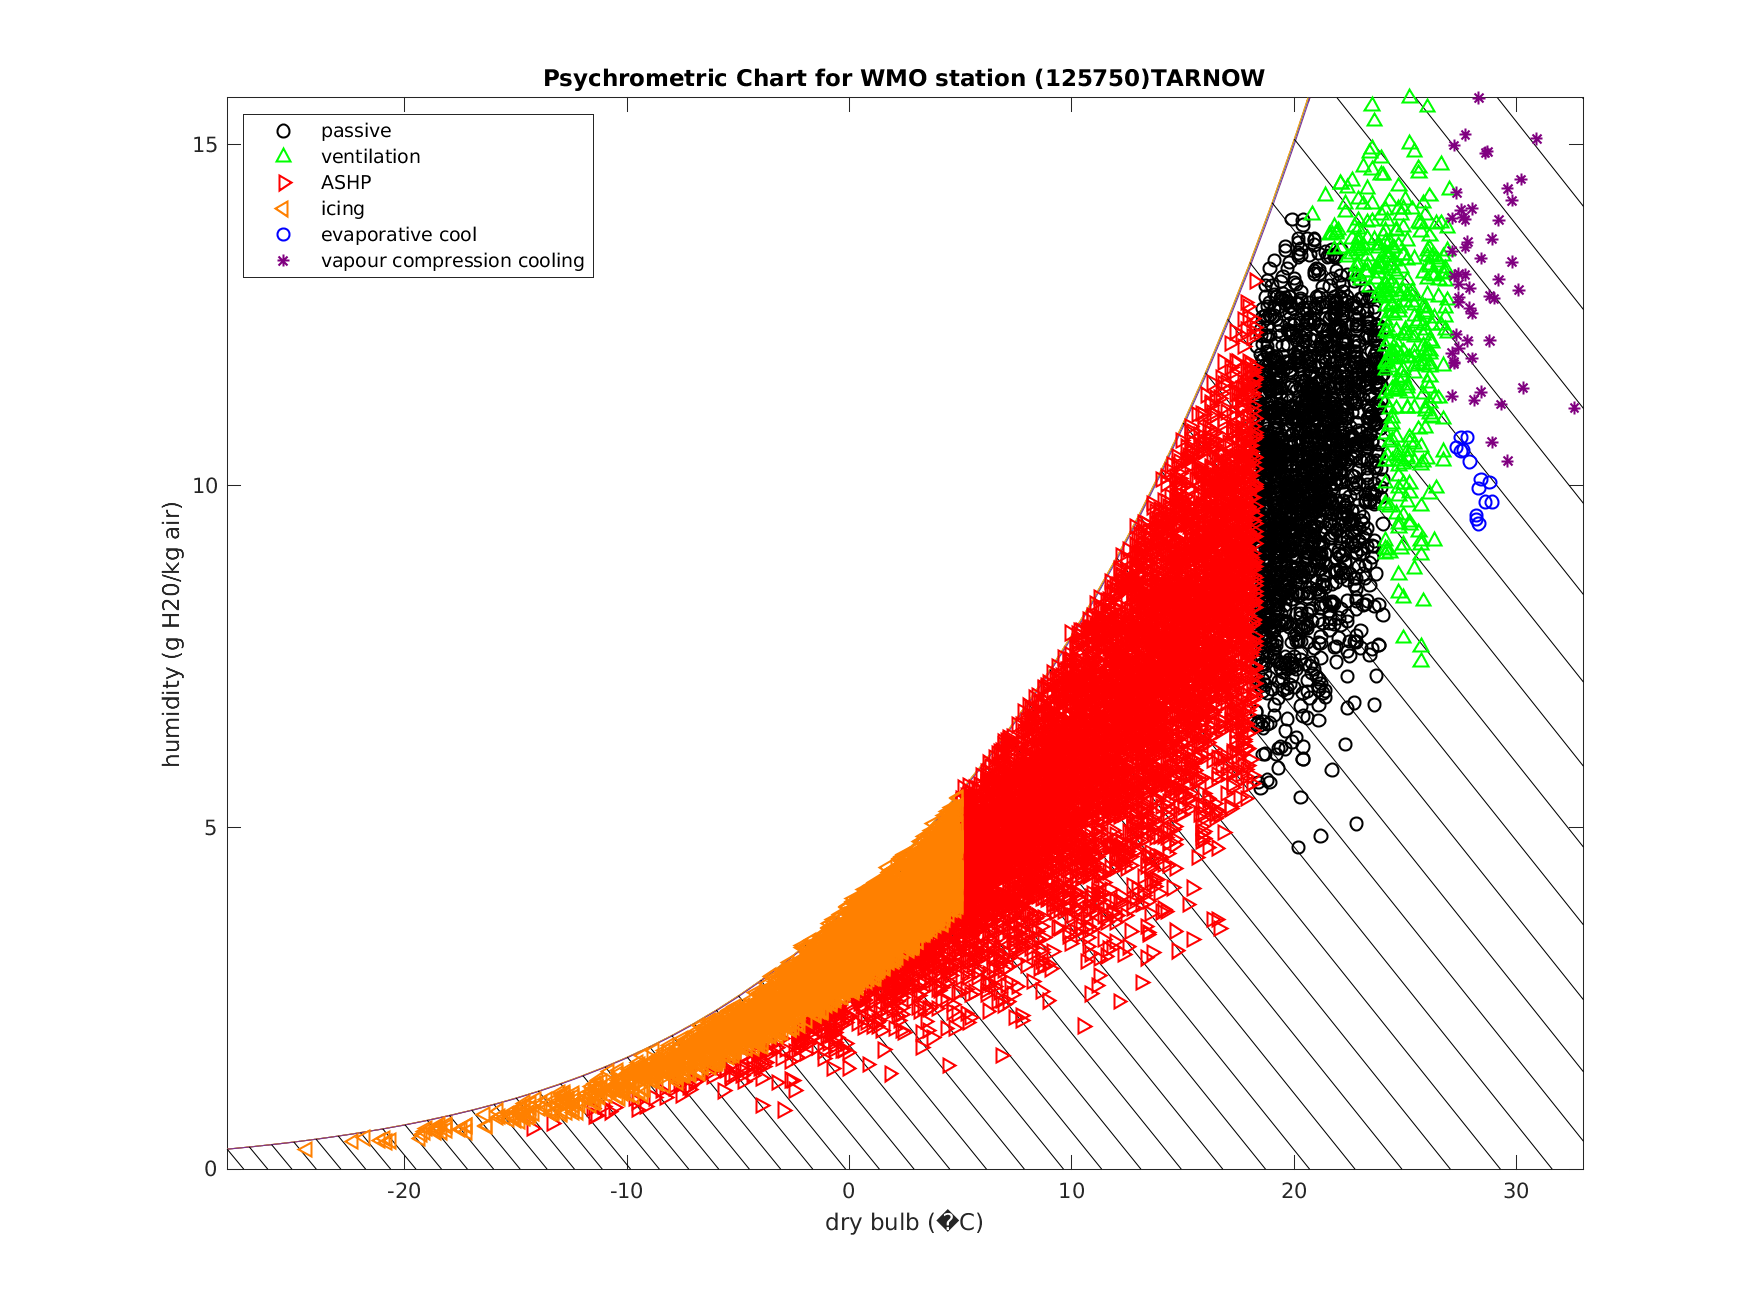 Psychrometric Chart for WMO station (125750)TARNOW
passive
ventilation
ASHP
icing
evaporative cool
vapour compression cooling
15
10
5
0
humidity (g H20/kg air)
-20 -10 0 10 20 30
dry bulb (�C)